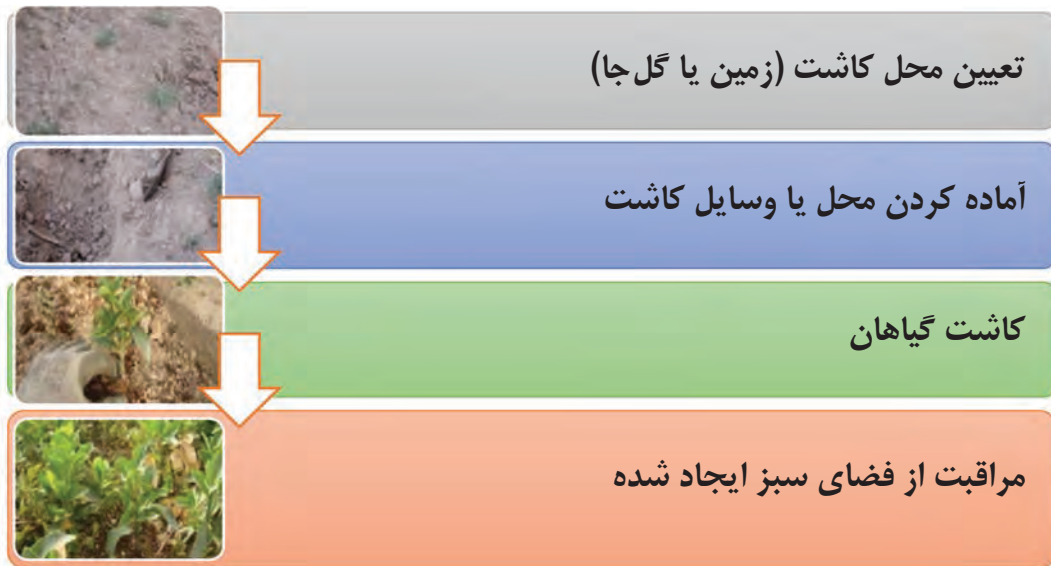 تعیین محل کاشت (زمین یا گل‌جا)
آماده کردن محل یا وسایل کاشت
کاشت گیاهان
مراقبت از فضای سبز ایجاد شده